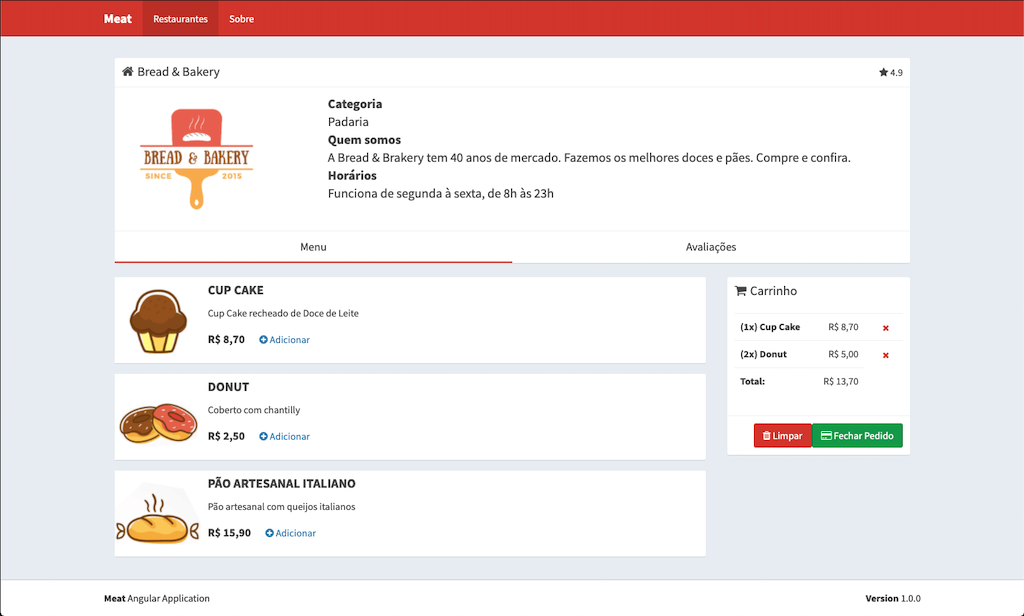 Meat Restaurantes Sobre
Bread & Bakery 4.9
BREAD & BAKERY
SINCE 2015
Categoria
Padaria
Quem somos
A Bread & Brakery tem 40 anos de mercado. Fazemos os melhores doces e pães. Compre e confira.
Horários
Funciona de segunda à sexta, de 8h às 23h
Menu Avaliações
CUP CAKE
Cup Cake recheado de Doce de Leite
R$ 8,70 Adicionar
DONUT
Coberto com chantilly
R$ 2,50 Adicionar
PÃO ARTESANAL ITALIANO
Pão artesanal com queijos italianos
R$ 15,90 Adicionar
Carrinho
(1x) Cup Cake R$ 8,70
(2x) Donut R$ 5,00
Total: R$ 13,70
Limpar Fechar Pedido
Meat Angular Application Version 1.0.0